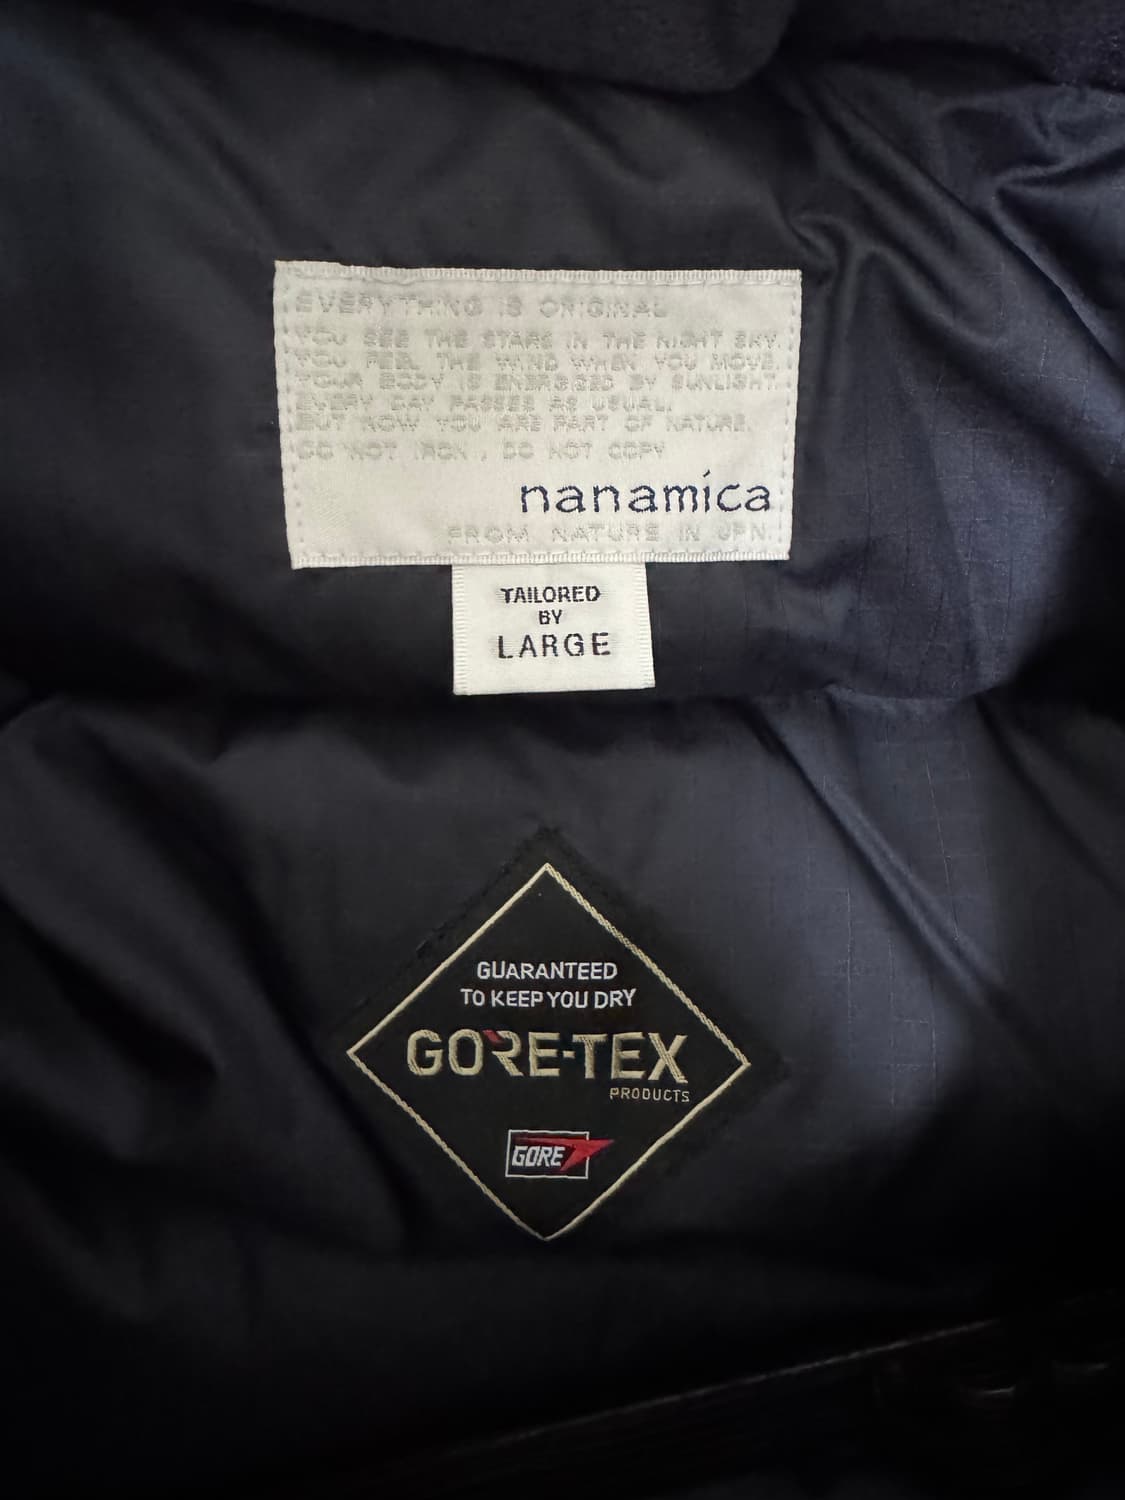 EVERYTHING IS ORIGINAL
YOU SEE THE STARS IN THE NIGHT SKY.
YOU FEEL THE WIND WHEN YOU MOVE.
YOUR BODY IS ENERGIZED BY SUNLIGHT.
EVERY DAY PASSES AS USUAL,
BUT NOW YOU ARE PART OF NATURE.
DO NOT IRON , DO NOT COPY
nanamica
FROM NATURE IN JPN.
TAILORED
BY
LARGE
GUARANTEED
TO KEEP YOU DRY
GORE-TEX
PRODUCTS
GORE